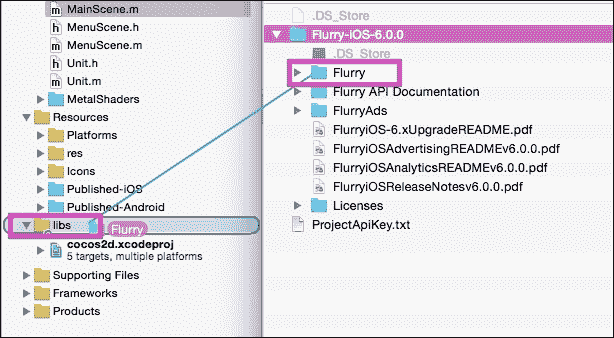 MainScene.m
MenuScene.h
MenuScene.m
Unit.h
Unit.m
MetalShaders
Resources
Platforms
res
Icons
Published-iOS
Published-Android
libs
Flurry
cocos2d.xcodeproj
5 targets, multiple platforms
Supporting Files
Frameworks
Products
.DS_Store
Flurry-iOS-6.0.0
.DS_Store
Flurry
Flurry API Documentation
FlurryAds
FlurryiOS-6.xUpgradeREADME.pdf
FlurryiOSAdvertisingREADMEv6.0.0.pdf
FlurryiOSAnalyticsREADMEv6.0.0.pdf
FlurryiOSReleaseNotesv6.0.0.pdf
Licenses
ProjectApiKey.txt